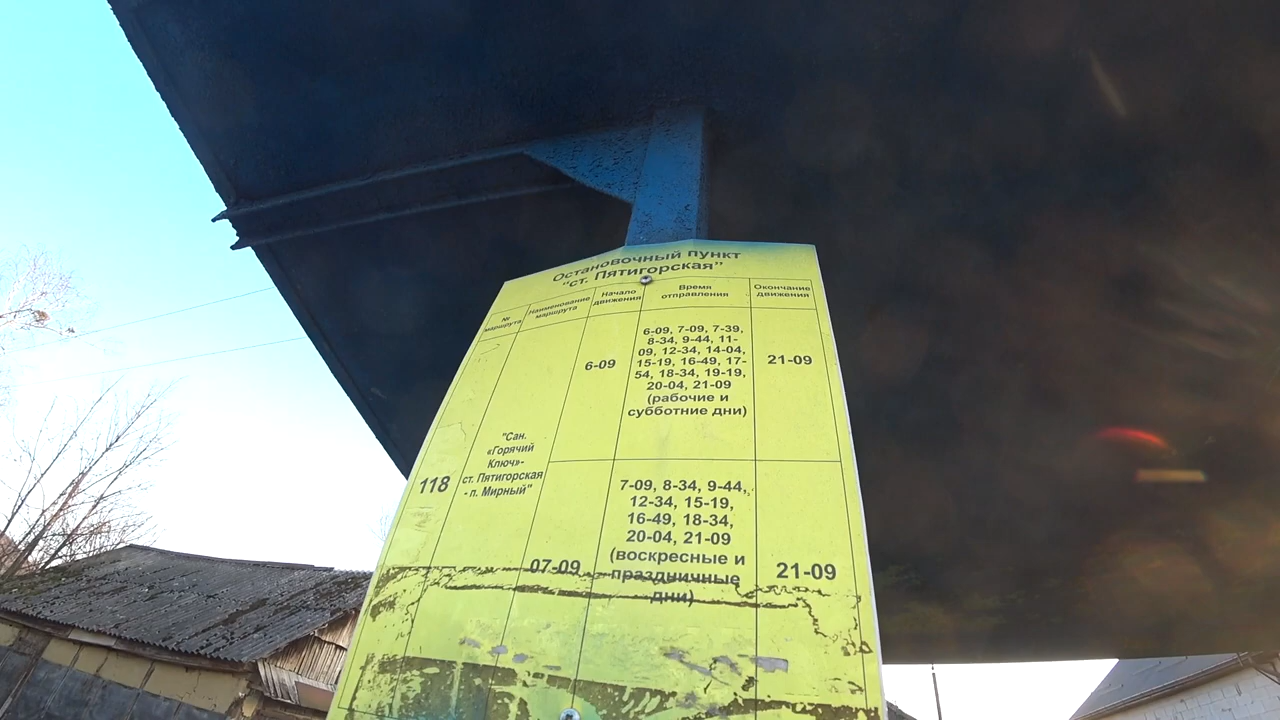 Остановочный пункт
"ст. Пятигорская"
№
маршрута
Наименование
маршрута
Начало
движения
Время
отправления
Окончание
движения
118
"Сан.
«Горячий
Ключ»-
ст. Пятигорская
- п. Мирный"
6-09
6-09, 7-09, 7-39,
8-34, 9-44, 11-
09, 12-34, 14-04,
15-19, 16-49, 17-
54, 18-34, 19-19,
20-04, 21-09
(рабочие и
субботние дни)
21-09
07-09
7-09, 8-34, 9-44,
12-34, 15-19,
16-49, 18-34,
20-04, 21-09
(воскресные и
праздничные
дни)
21-09